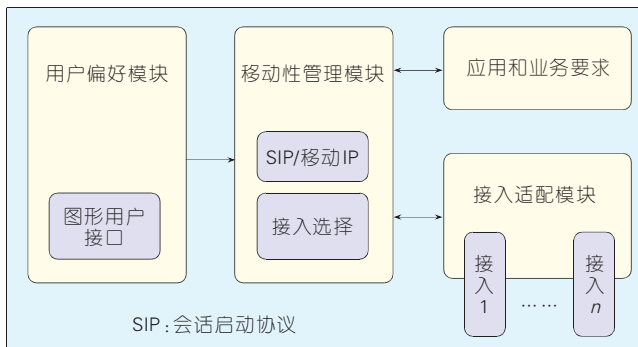 用户偏好模块
图形用户
接口
移动性管理模块
SIP/移动IP
接入选择
应用和业务要求
接入适配模块
接入1
……
接入n
SIP：会话启动协议